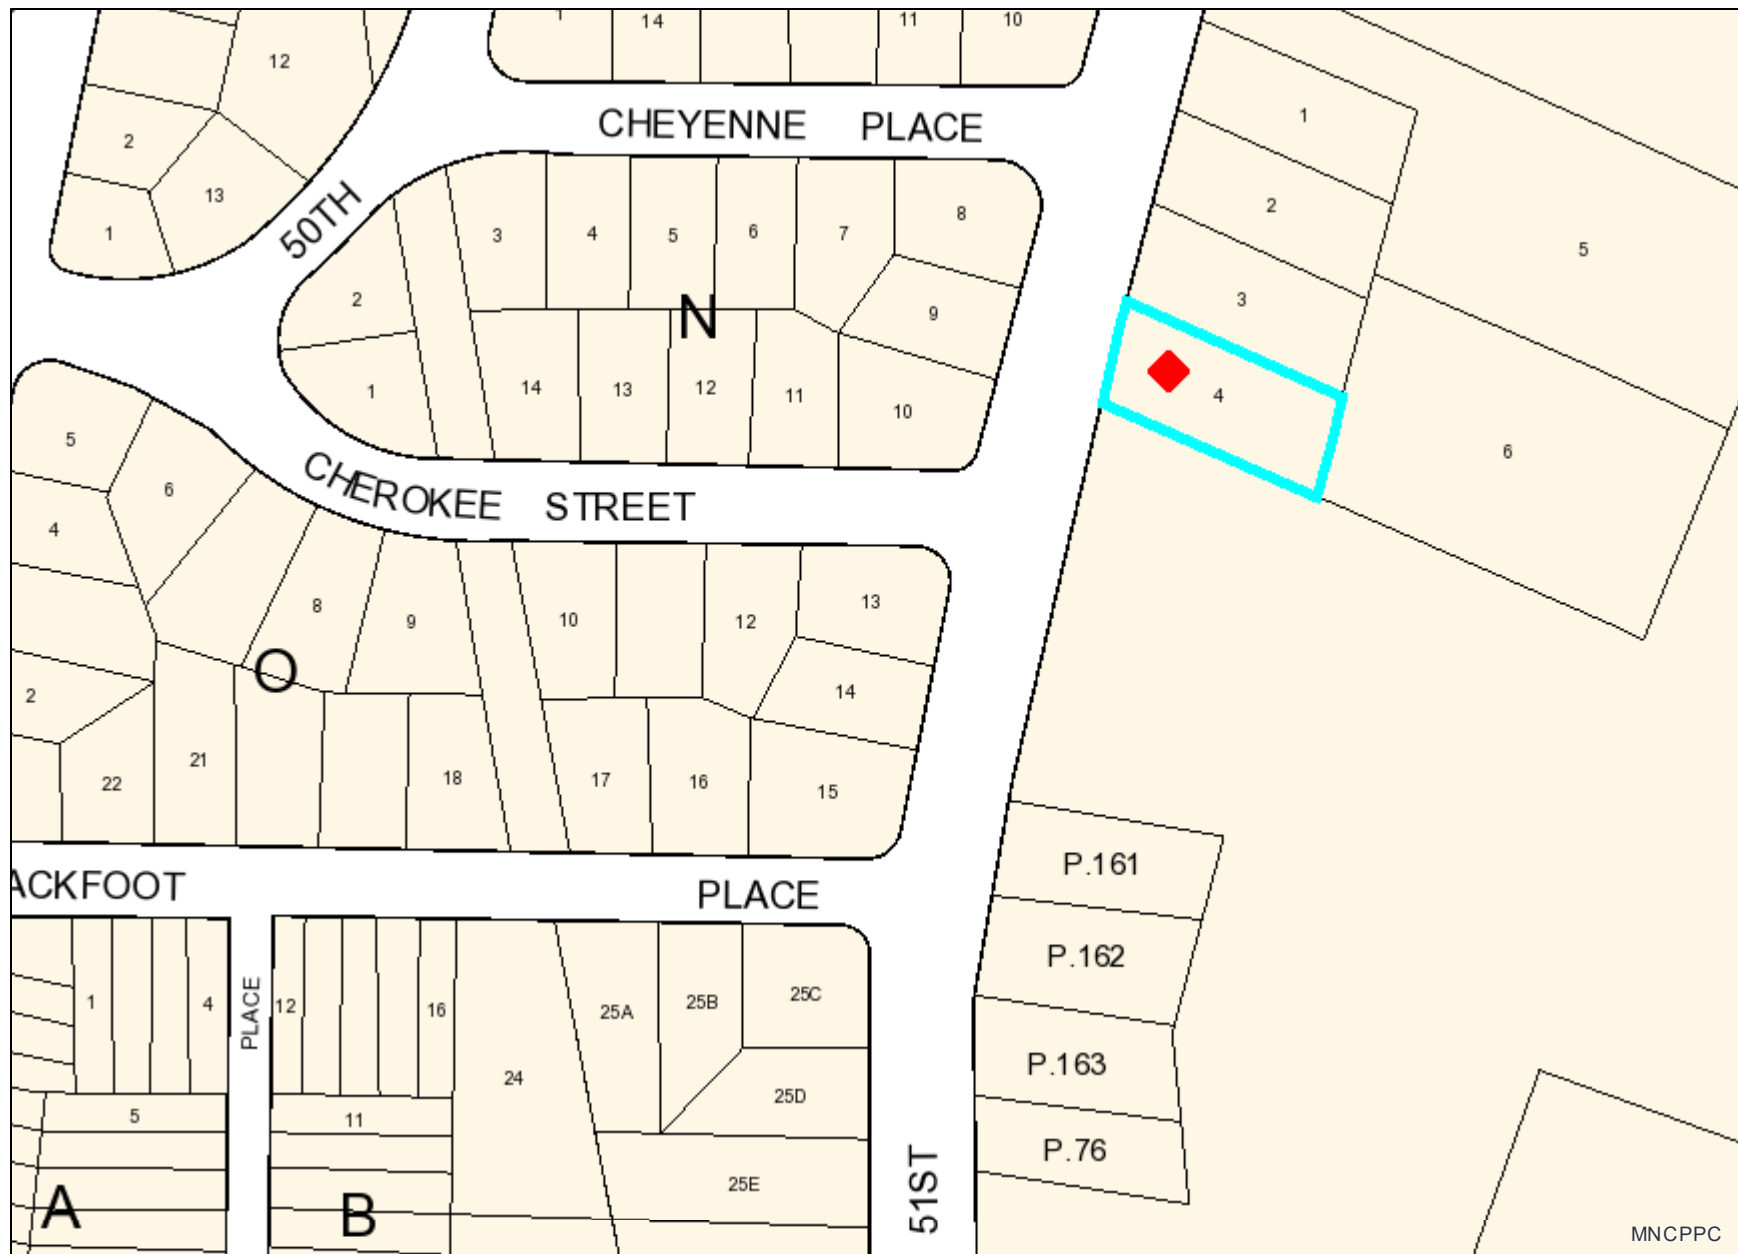 14
11
10
12
CHEYENNE PLACE
1
2
13
50TH
1
2
5
8
3
4
5
6
7
2
3
9
N
1
14
13
12
11
10
4
5
6
6
CHEROKEE STREET
4
8
9
10
12
13
O
2
14
21
22
18
17
16
15
P.161
ACKFOOT
PLACE
P.162
1
4
PLACE
12
16
25A
25B
25C
P.163
24
25D
5
11
P.76
51ST
25E
A
B
MNCPPC